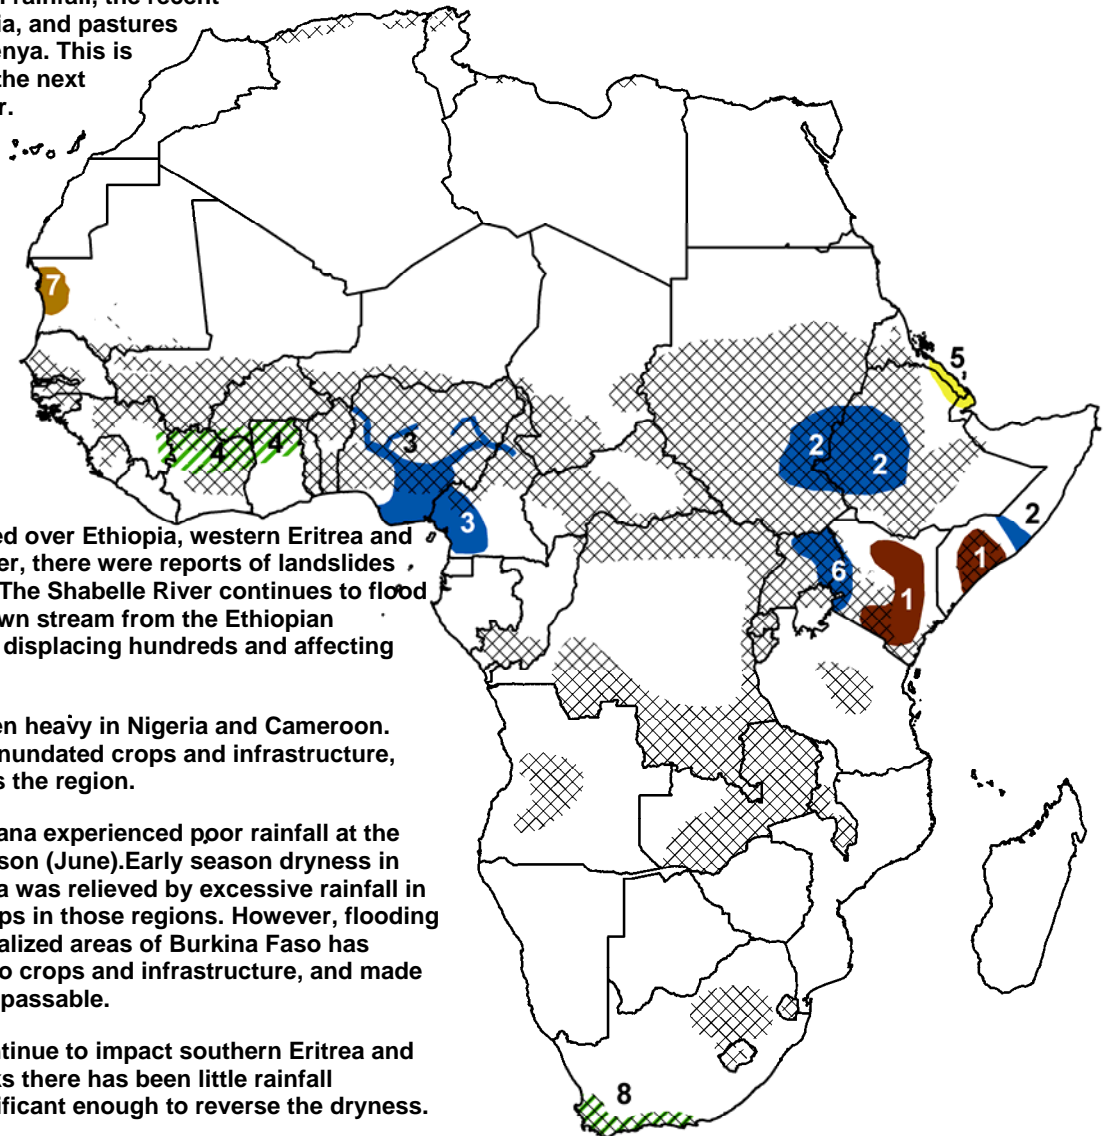 rainfall, the recent
ia, and pastures
enya. This is
the next
r.
ed over Ethiopia, western Eritrea and
er, there were reports of landslides
The Shabelle River continues to flood
wn stream from the Ethiopian
displacing hundreds and affecting
en heavy in Nigeria and Cameroon.
inundated crops and infrastructure,
s the region.
ana experienced poor rainfall at the
son (June).Early season dryness in
a was relieved by excessive rainfall in
ps in those regions. However, flooding
alized areas of Burkina Faso has
o crops and infrastructure, and made
passable.
ntinue to impact southern Eritrea and
ks there has been little rainfall
ificant enough to reverse the dryness.
7
5
4
4
3
3
2
2
2
1
1
6
8